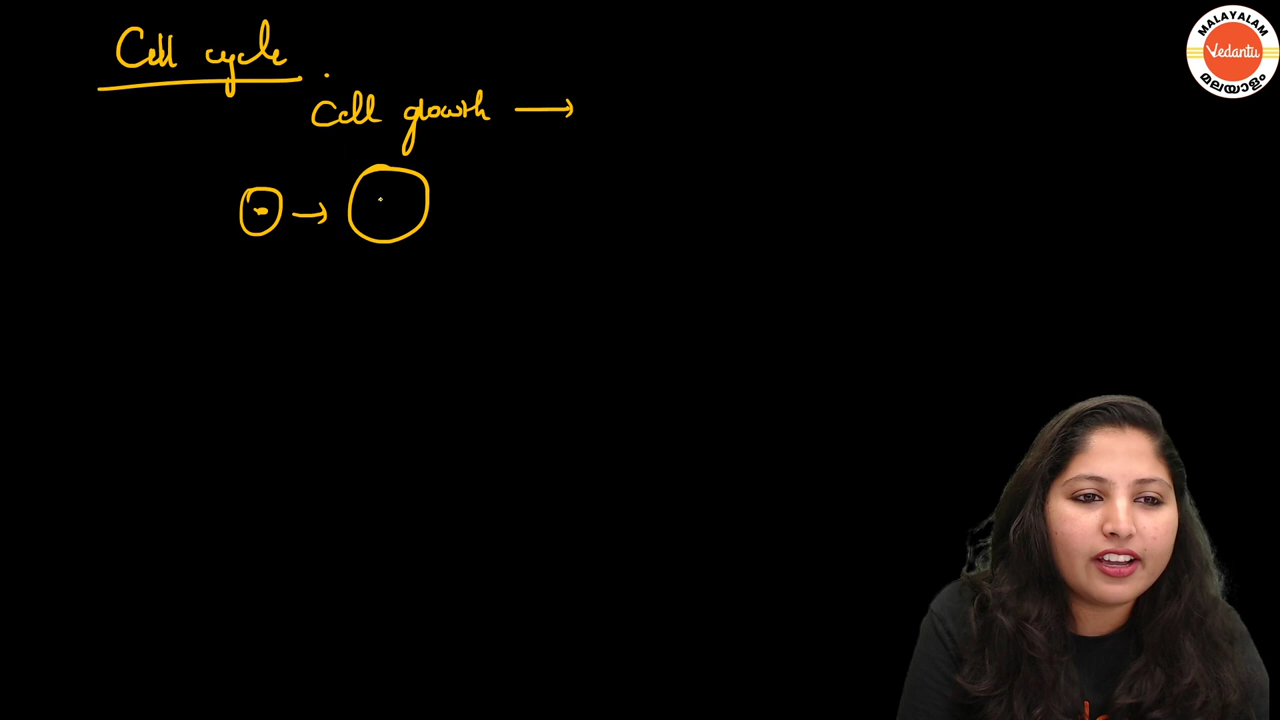 Cell cycle
Cell growth →
MALAYALAM
Vedantu
മലയാളം